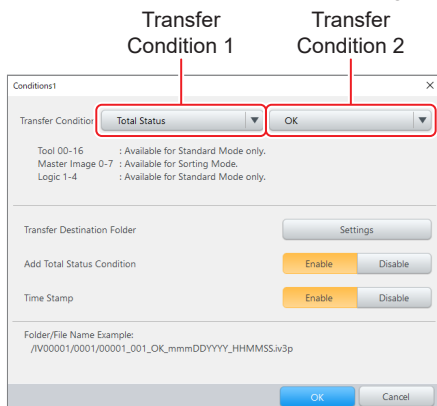 Transfer Condition 1
Transfer Condition 2
Conditions1
Transfer Condition Total Status OK
Tool 00-16 : Available for Standard Mode only.
Master Image 0-7 : Available for Sorting Mode.
Logic 1-4 : Available for Standard Mode only.
Transfer Destination Folder Settings
Add Total Status Condition Enable Disable
Time Stamp Enable Disable
Folder/File Name Example:
/IV00001/0001/00001_001_OK_mmmDDYYYY_HHMMSS.iv3p
OK Cancel